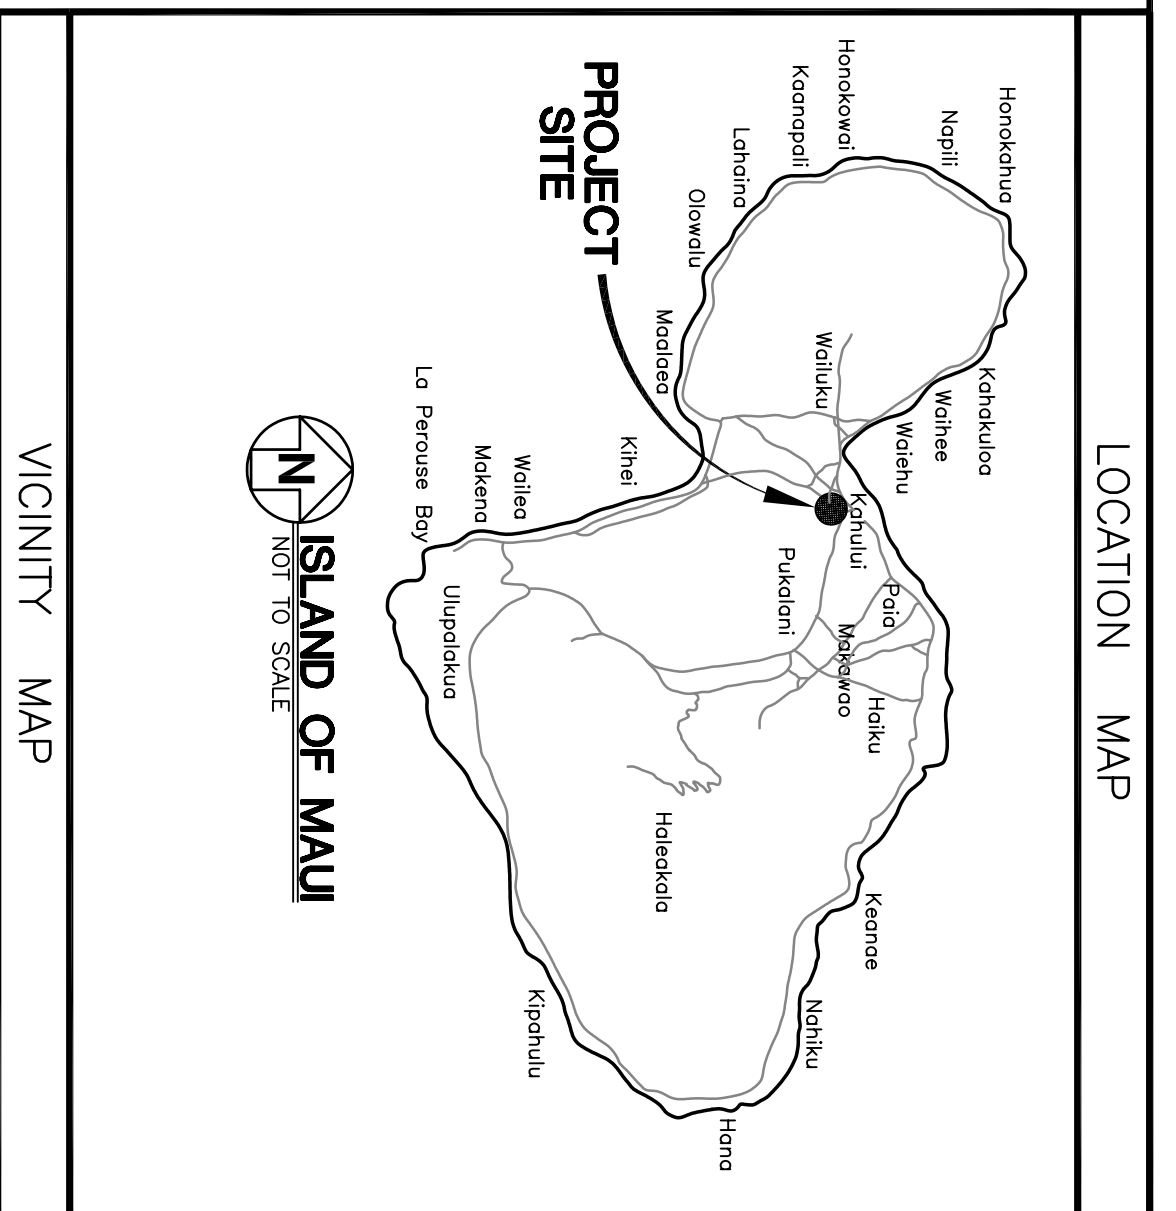 LOCATION MAP
Honokahua
Napili
Honokowai
Kaanapali
Lahaina
Olowalu
Maalaea
Kahakuloa
Waihee
Waiehu
Wailuku
Kahului
Paia
Pukalani
Makawao
Haiku
Keanae
Nahiku
Hana
Haleakala
Kihei
Wailea
Makena
La Perouse Bay
Ulupalakua
Kipahulu
PROJECT
SITE
N
ISLAND OF MAUI
NOT TO SCALE
VICINITY MAP